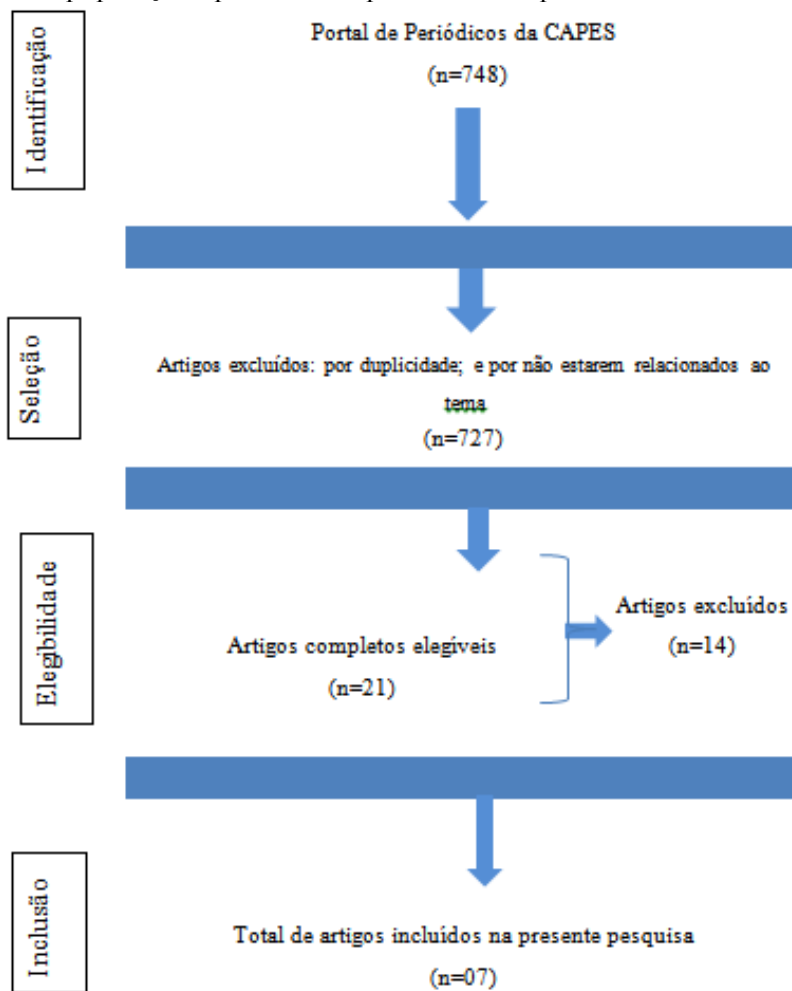 Identificação
Portal de Periódicos da CAPES
(n=748)
Seleção
Artigos excluídos: por duplicidade; e por não estarem relacionados ao
tema
(n=727)
Elegibilidade
Artigos completos elegíveis
(n=21)
Artigos excluídos
(n=14)
Inclusão
Total de artigos incluídos na presente pesquisa
(n=07)